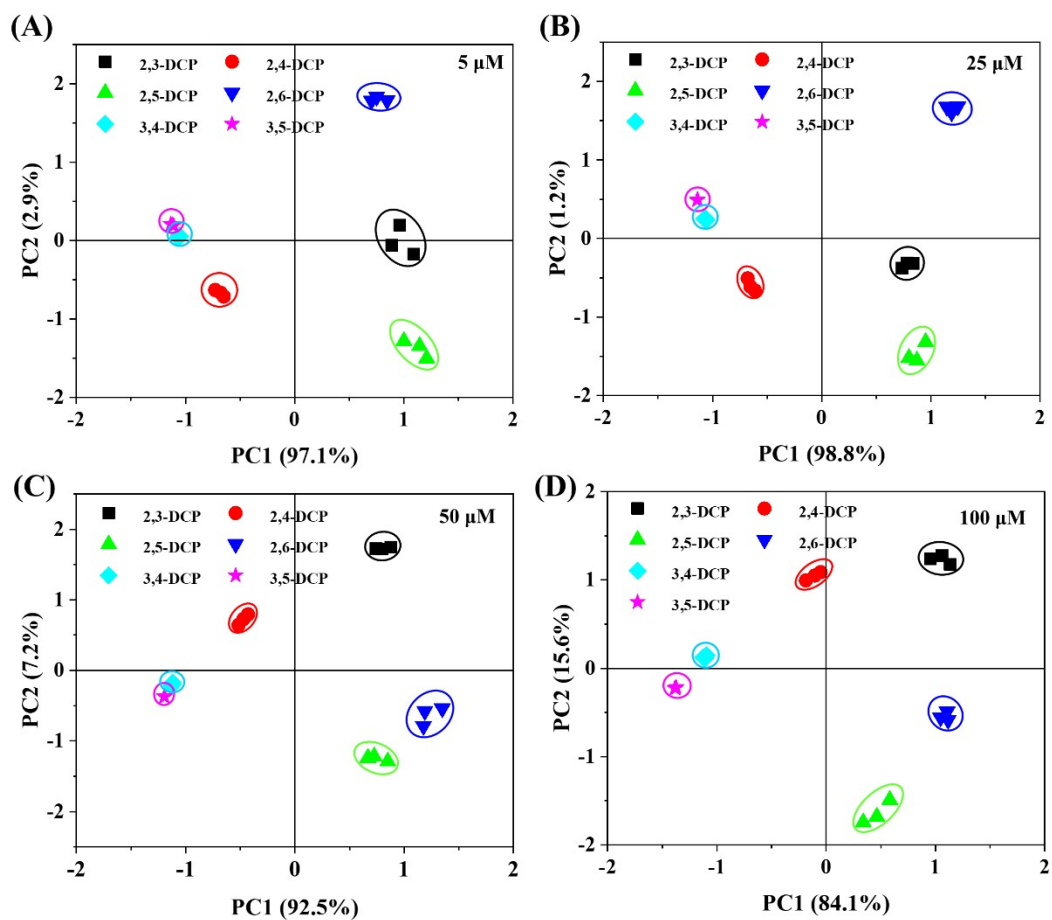 (A)
2,3-DCP 2,4-DCP 5 μM
2,5-DCP 2,6-DCP
3,4-DCP 3,5-DCP
2
1
0
-1
-2
-2 -1 0 1 2
PC2 (2.9%)
PC1 (97.1%)
(B)
2,3-DCP 2,4-DCP 25 μM
2,5-DCP 2,6-DCP
3,4-DCP 3,5-DCP
2
1
0
-1
-2
-2 -1 0 1 2
PC2 (1.2%)
PC1 (98.8%)
(C)
2,3-DCP 2,4-DCP 50 μM
2,5-DCP 2,6-DCP
3,4-DCP 3,5-DCP
2
1
0
-1
-2
-2 -1 0 1 2
PC2 (7.2%)
PC1 (92.5%)
(D)
2,3-DCP 2,4-DCP 100 μM
2,5-DCP 2,6-DCP
3,4-DCP
3,5-DCP
2
1
0
-1
-2
-2 -1 0 1 2
PC2 (15.6%)
PC1 (84.1%)